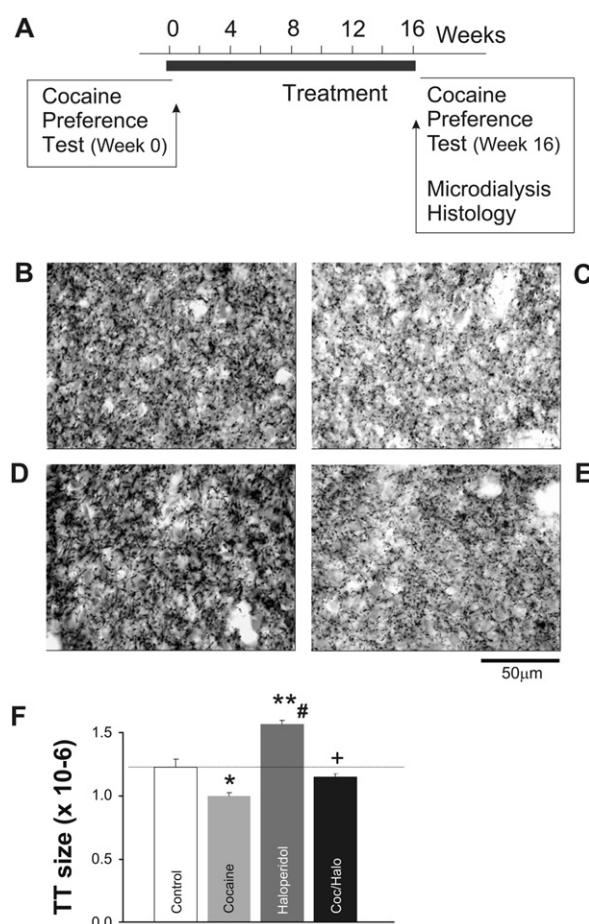 A
0 4 8 12 16 Weeks
Treatment
Cocaine
Preference
Test (Week 0)
Cocaine
Preference
Test (Week 16)
Microdialysis
Histology
B
C
D
E
50μm
F
TT size (x 10-6)
1.5
1.0
0.5
0.0
Control
Cocaine
Haloperidol
Coc/Halo
*
**#
+